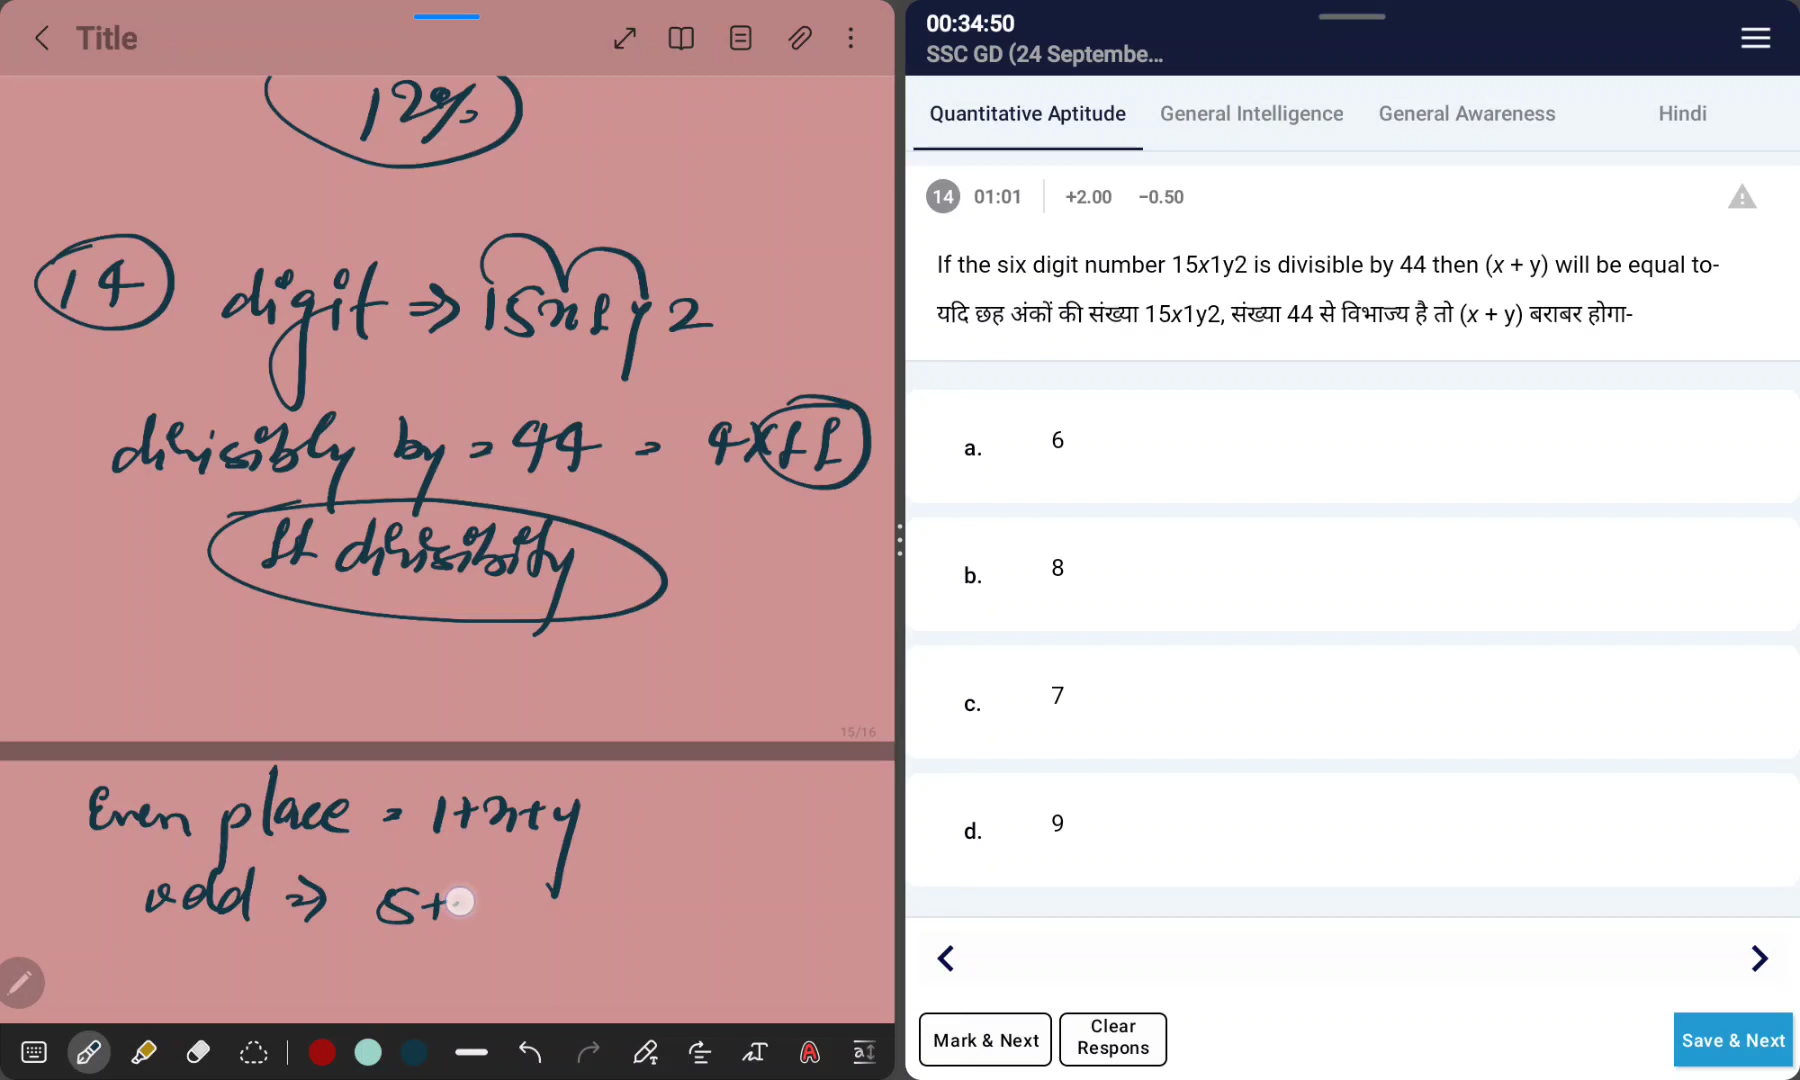 Title
12%
14 digit ⇒ 15x1y2
divisibly by = 44 = 4×11
11 divisibity
15/16
Even place = 1+x+y
odd ⇒ 5+
00:34:50
SSC GD (24 Septembe...
Quantitative Aptitude General Intelligence General Awareness Hindi
14 01:01 +2.00 −0.50
If the six digit number 15x1y2 is divisible by 44 then (x + y) will be equal to-
यदि छह अंकों की संख्या 15x1y2, संख्या 44 से विभाज्य है तो (x + y) बराबर होगा-
a. 6
b. 8
c. 7
d. 9
Mark & Next
Clear
Respons
Save & Next